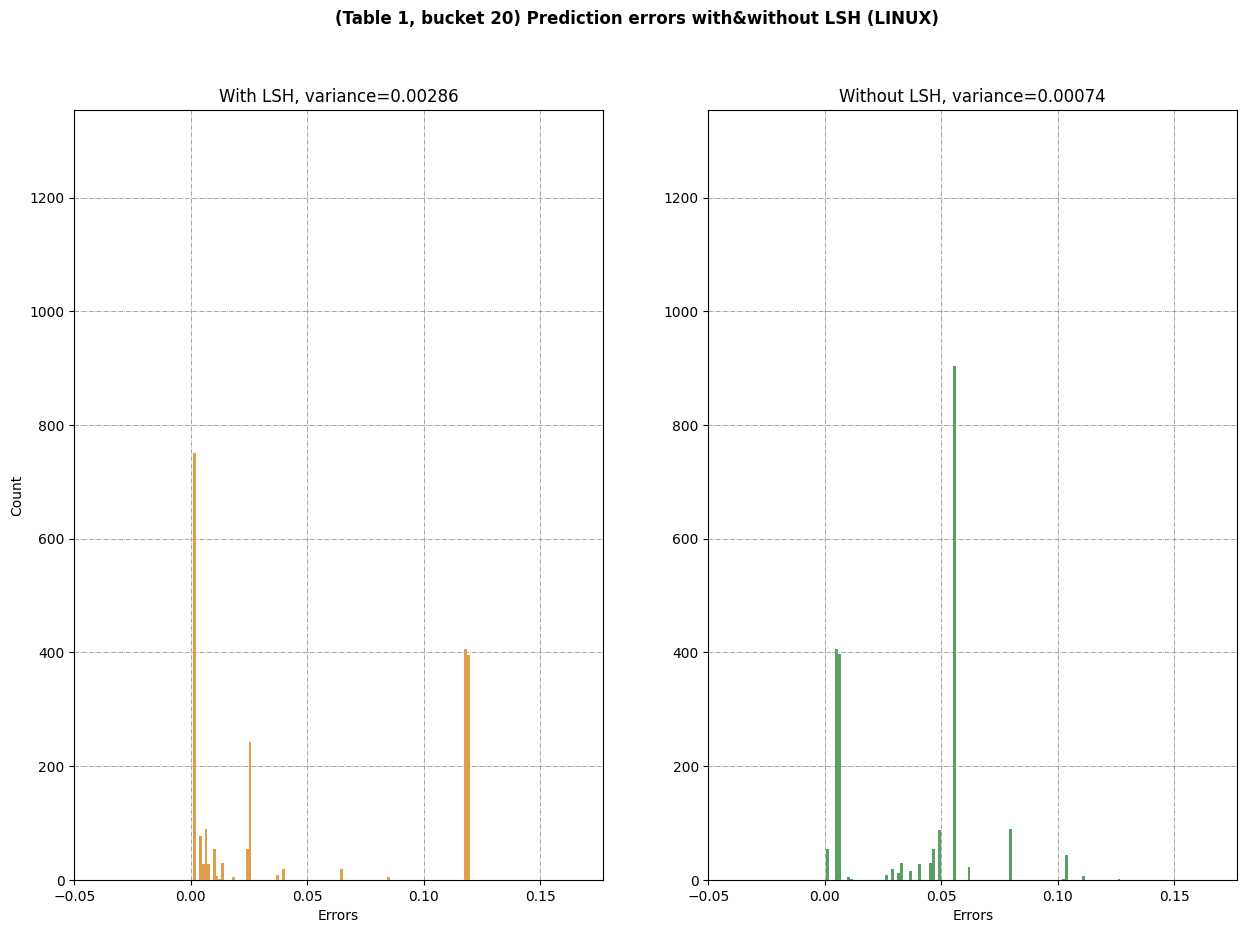 (Table 1, bucket 20) Prediction errors with&without LSH (LINUX)
With LSH, variance=0.00286
1200
1000
800
600
400
200
0
Count
−0.05 0.00 0.05 0.10 0.15
Errors
Without LSH, variance=0.00074
1200
1000
800
600
400
200
0
−0.05 0.00 0.05 0.10 0.15
Errors